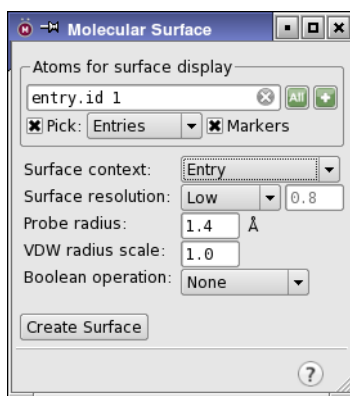 Molecular Surface
Atoms for surface display
entry.id 1
All
Pick: Entries Markers
Surface context: Entry
Surface resolution: Low 0.8
Probe radius: 1.4 Å
VDW radius scale: 1.0
Boolean operation: None
Create Surface
?